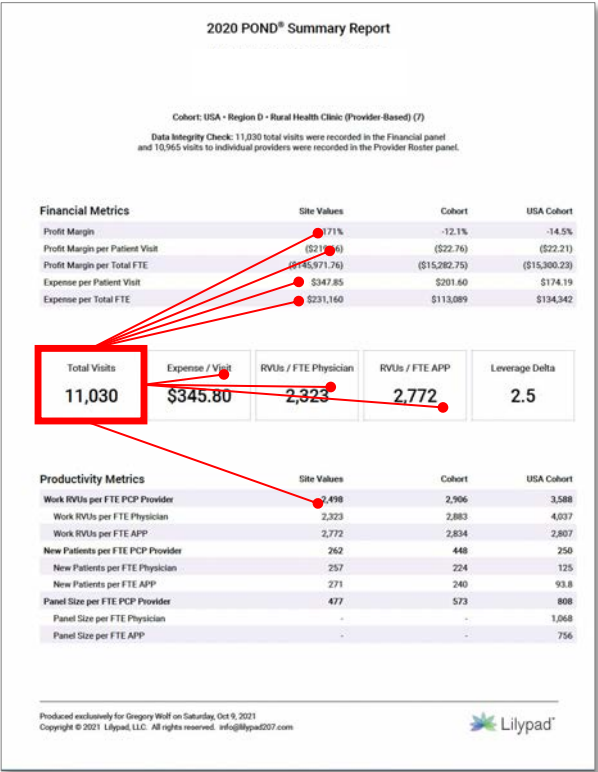 2020 POND® Summary Report
Cohort: USA • Region D • Rural Health Clinic (Provider-Based) (7)
Data Integrity Check: 11,030 total visits were recorded in the Financial panel
and 10,965 visits to individual providers were recorded in the Provider Roster panel.
Financial Metrics Site Values Cohort USA Cohort
Profit Margin 171% -12.1% -14.5%
Profit Margin per Patient Visit ($22.76) ($22.21)
Profit Margin per Total FTE ($145,971.76) ($15,282.75) ($15,300.23)
Expense per Patient Visit $347.85 $201.60 $174.19
Expense per Total FTE $231,160 $113,089 $134,342
Total Visits Expense / Visit RVUs / FTE Physician RVUs / FTE APP Leverage Delta
11,030 $345.80 2,323 2,772 2.5
Productivity Metrics Site Values Cohort USA Cohort
Work RVUs per FTE PCP Provider 2,498 2,906 3,588
Work RVUs per FTE Physician 2,323 2,883 4,037
Work RVUs per FTE APP 2,772 2,834 2,807
New Patients per FTE PCP Provider 262 448 250
New Patients per FTE Physician 257 224 125
New Patients per FTE APP 271 240 93.8
Panel Size per FTE PCP Provider 477 573 808
Panel Size per FTE Physician - - 1,068
Panel Size per FTE APP - - 756
Produced exclusively for Gregory Wolf on Saturday, Oct 9, 2021
Copyright © 2021 Lilypad, LLC. All rights reserved. info@lilypad207.com
Lilypad